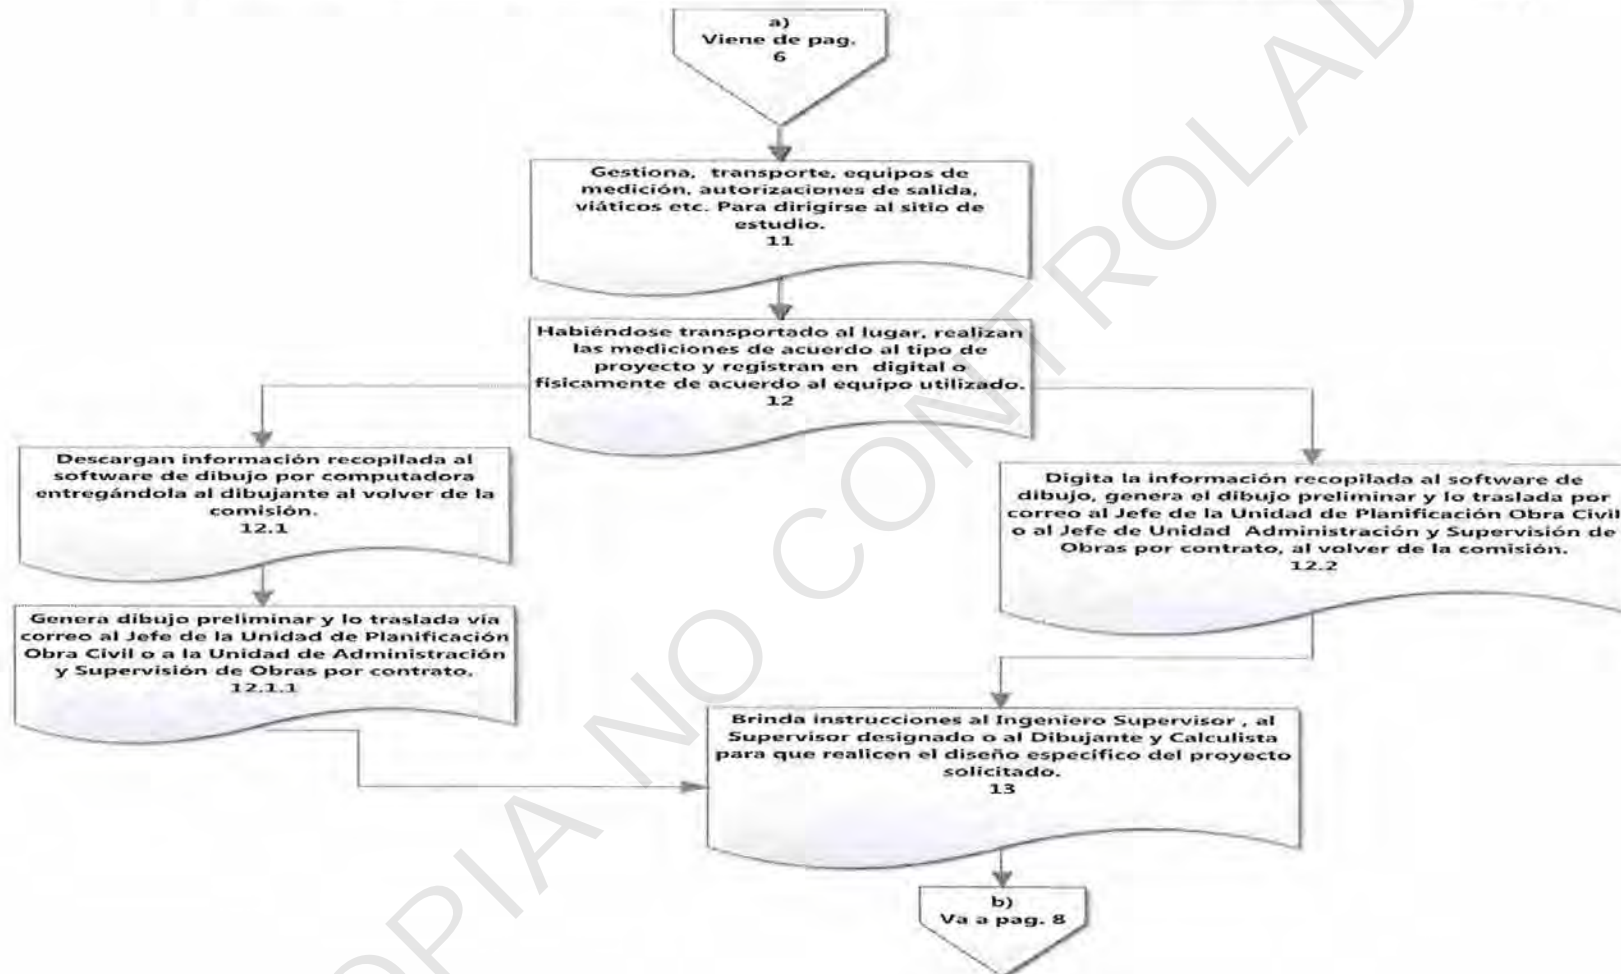 a)
Viene de pag.
6
Gestiona, transporte, equipos de
medición, autorizaciones de salida,
viáticos etc. Para dirigirse al sitio de
estudio.
11
Habiéndose transportado al lugar, realizan
las mediciones de acuerdo al tipo de
proyecto y registran en digital o
físicamente de acuerdo al equipo utilizado.
12
Descargan información recopilada al
software de dibujo por computadora
entregándola al dibujante al volver de la
comisión.
12.1
Digita la información recopilada al software de
dibujo, genera el dibujo preliminar y lo traslada por
correo al Jefe de la Unidad de Planificación Obra Civil
o al Jefe de Unidad Administración y Supervisión de
Obras por contrato, al volver de la comisión.
12.2
Genera dibujo preliminar y lo traslada vía
correo al Jefe de la Unidad de Planificación
Obra Civil o a la Unidad de Administración
y Supervisión de Obras por contrato.
12.1.1
Brinda instrucciones al Ingeniero Supervisor , al
Supervisor designado o al Dibujante y Calculista
para que realicen el diseño específico del proyecto
solicitado.
13
b)
Va a pag. 8
OPIA NO CONTROLAD